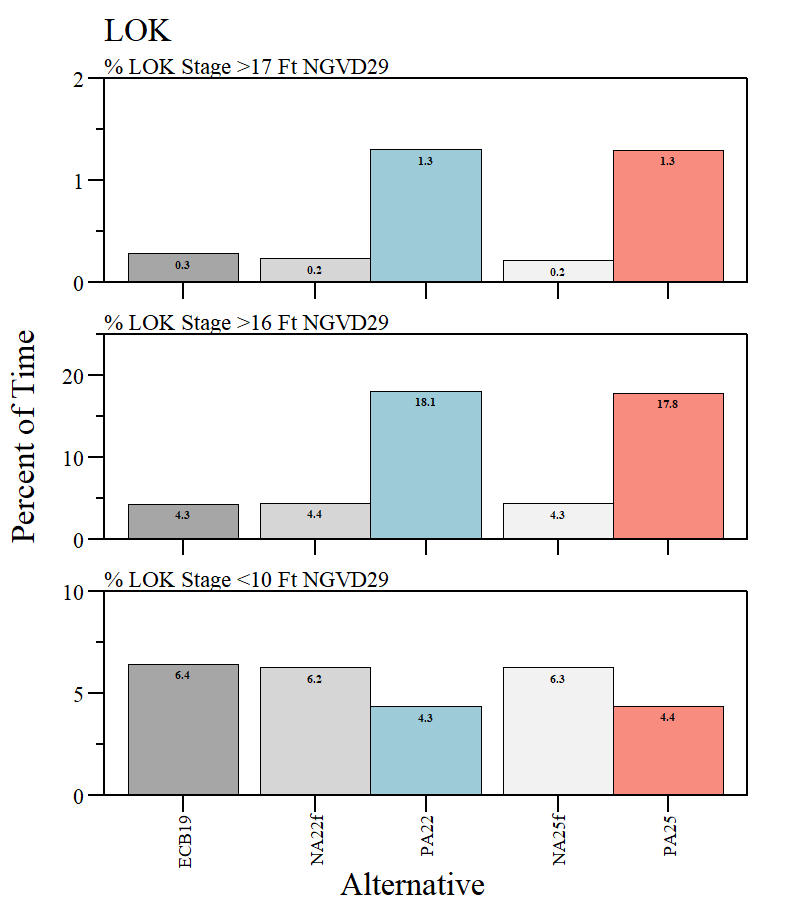 LOK
% LOK Stage >17 Ft NGVD29
2
1
0
0.3
0.2
1.3
0.2
1.3
% LOK Stage >16 Ft NGVD29
20
10
0
4.3
4.4
18.1
4.3
17.8
% LOK Stage <10 Ft NGVD29
10
5
0
6.4
6.2
4.3
6.3
4.4
Percent of Time
ECB19
NA22f
PA22
NA25f
PA25
Alternative